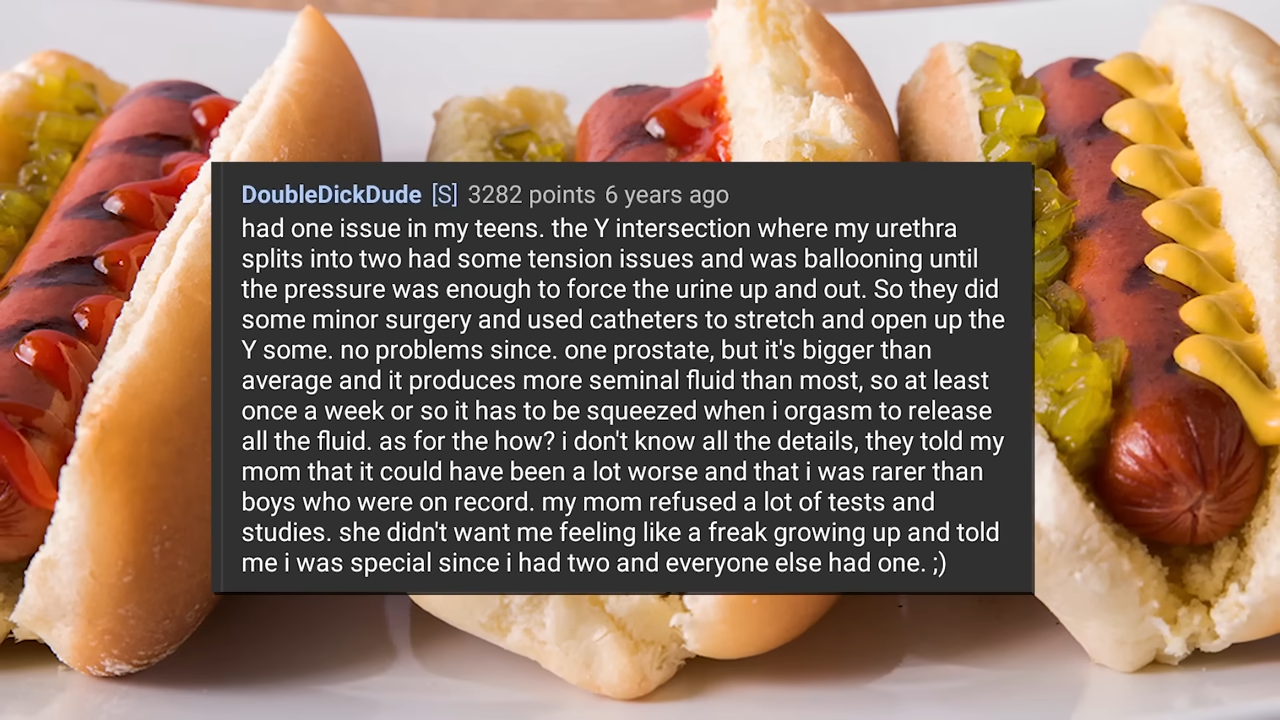 DoubleDickDude [S] 3282 points 6 years ago
had one issue in my teens. the Y intersection where my urethra
splits into two had some tension issues and was ballooning until
the pressure was enough to force the urine up and out. So they did
some minor surgery and used catheters to stretch and open up the
Y some. no problems since. one prostate, but it's bigger than
average and it produces more seminal fluid than most, so at least
once a week or so it has to be squeezed when i orgasm to release
all the fluid. as for the how? i don't know all the details, they told my
mom that it could have been a lot worse and that i was rarer than
boys who were on record. my mom refused a lot of tests and
studies. she didn't want me feeling like a freak growing up and told
me i was special since i had two and everyone else had one. ;)